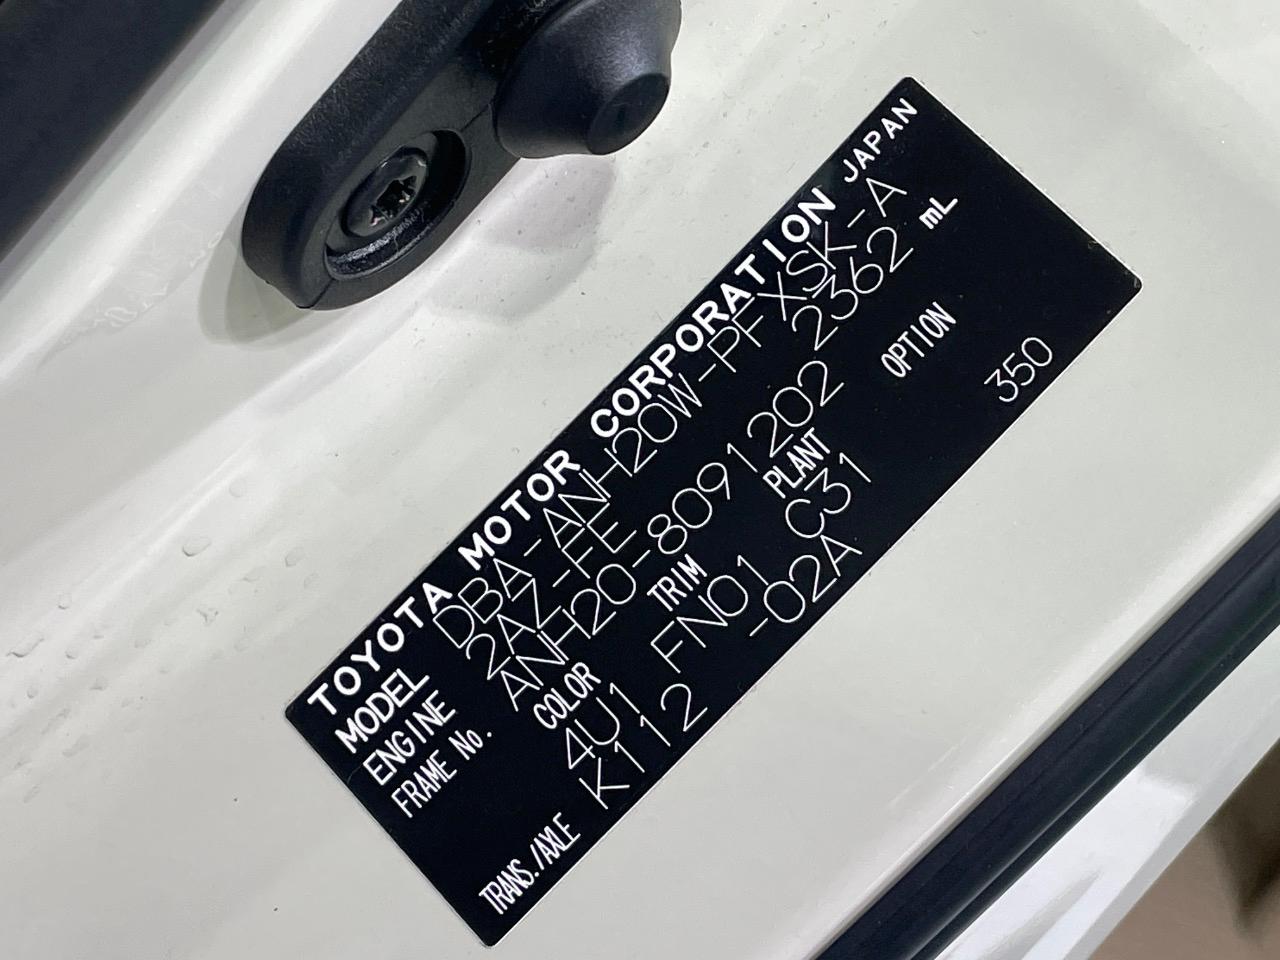 TOYOTA MOTOR CORPORATION JAPAN
MODEL DBA-ANH20W-PFXSK-A
ENGINE 2AZ-FE 2362 mL
FRAME No. ANH20-8091202
COLOR TRIM PLANT OPTION
4U1 FN01 C31 350
TRANS./AXLE K112 -02A